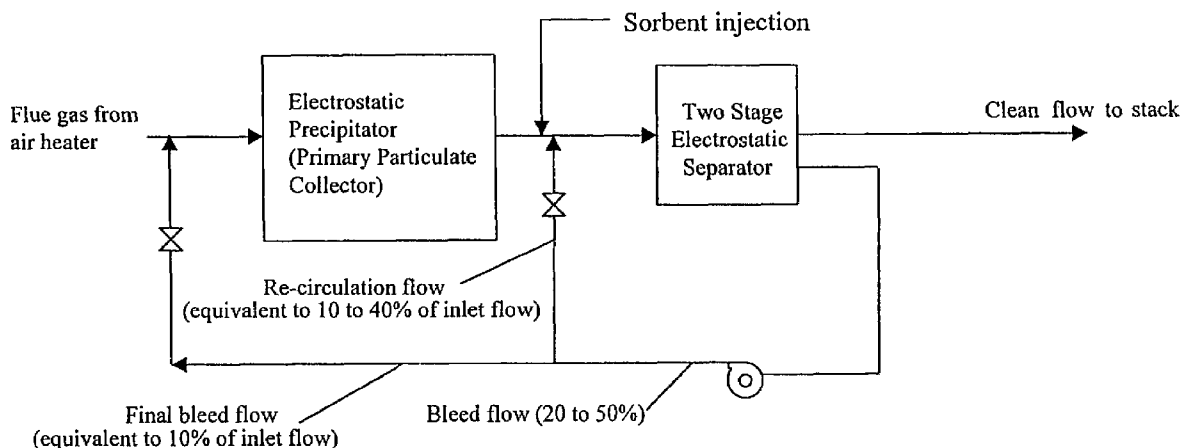 Sorbent injection
Flue gas from
air heater
Electrostatic
Precipitator
(Primary Particulate
Collector)
Two Stage
Electrostatic
Separator
Clean flow to stack
Re-circulation flow
(equivalent to 10 to 40% of inlet flow)
Final bleed flow
(equivalent to 10% of inlet flow)
Bleed flow (20 to 50%)